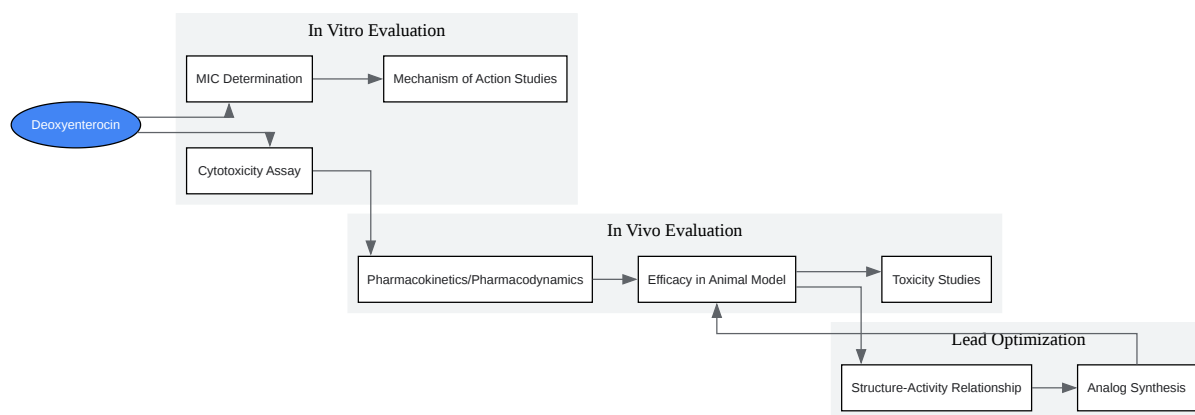 In Vitro Evaluation
MIC Determination
Mechanism of Action Studies
Deoxyenterocin
Cytotoxicity Assay
In Vivo Evaluation
Pharmacokinetics/Pharmacodynamics
Efficacy in Animal Model
Toxicity Studies
Lead Optimization
Structure-Activity Relationship
Analog Synthesis